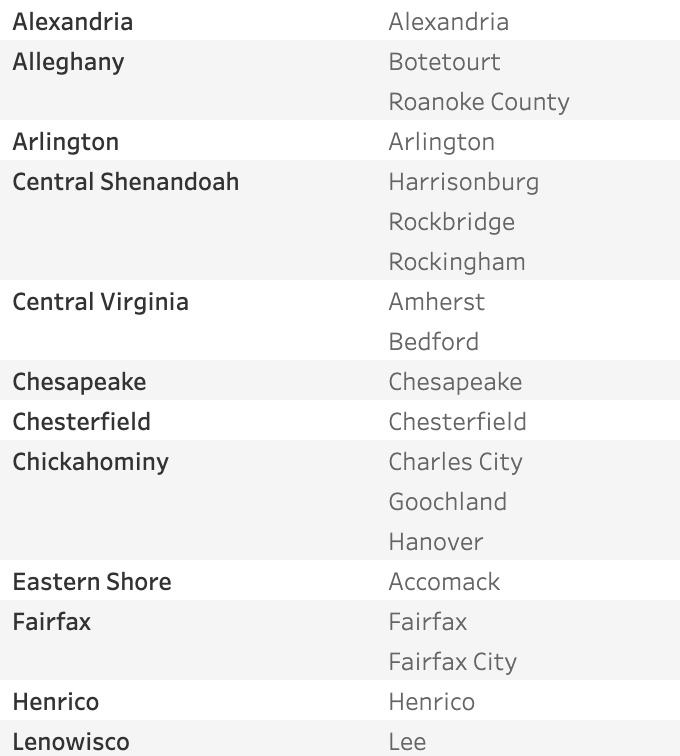 Alexandria Alexandria
Alleghany Botetourt
Roanoke County
Arlington Arlington
Central Shenandoah Harrisonburg
Rockbridge
Rockingham
Central Virginia Amherst
Bedford
Chesapeake Chesapeake
Chesterfield Chesterfield
Chickahominy Charles City
Goochland
Hanover
Eastern Shore Accomack
Fairfax Fairfax
Fairfax City
Henrico Henrico
Lenowisco Lee